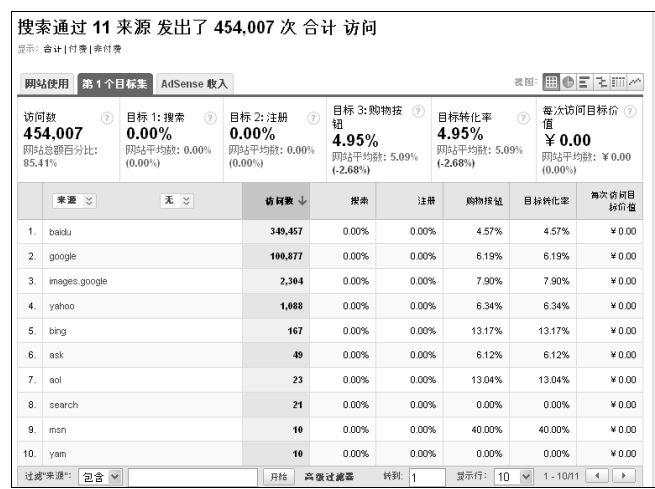 搜索通过 11 来源 发出了 454,007 次 合计 访问
显示: 合计 | 付费 | 非付费
网站使用 第 1 个目标集 AdSense 收入 视图:
访问数
454,007
网站总额百分比:
85.41%
目标 1: 搜索
0.00%
网站平均数: 0.00%
(0.00%)
目标 2: 注册
0.00%
网站平均数: 0.00%
(0.00%)
目标 3: 购物按
钮
4.95%
网站平均数: 5.09%
(-2.68%)
目标转化率
4.95%
网站平均数: 5.09%
(-2.68%)
每次访问目标价
值
¥ 0.00
网站平均数: ¥0.00
(0.00%)
来源 无 访问数 搜索 注册 购物按钮 目标转化率 每次访问目
标价值
1. baidu 349,457 0.00% 0.00% 4.57% 4.57% ¥ 0.00
2. google 100,877 0.00% 0.00% 6.19% 6.19% ¥ 0.00
3. images.google 2,304 0.00% 0.00% 7.90% 7.90% ¥ 0.00
4. yahoo 1,088 0.00% 0.00% 6.34% 6.34% ¥ 0.00
5. bing 167 0.00% 0.00% 13.17% 13.17% ¥ 0.00
6. ask 49 0.00% 0.00% 6.12% 6.12% ¥ 0.00
7. aol 23 0.00% 0.00% 13.04% 13.04% ¥ 0.00
8. search 21 0.00% 0.00% 0.00% 0.00% ¥ 0.00
9. msn 10 0.00% 0.00% 40.00% 40.00% ¥ 0.00
10. yam 10 0.00% 0.00% 0.00% 0.00% ¥ 0.00
过滤"来源": 包含 开始 高级过滤器 转到: 1 显示行: 10 1 - 10/11